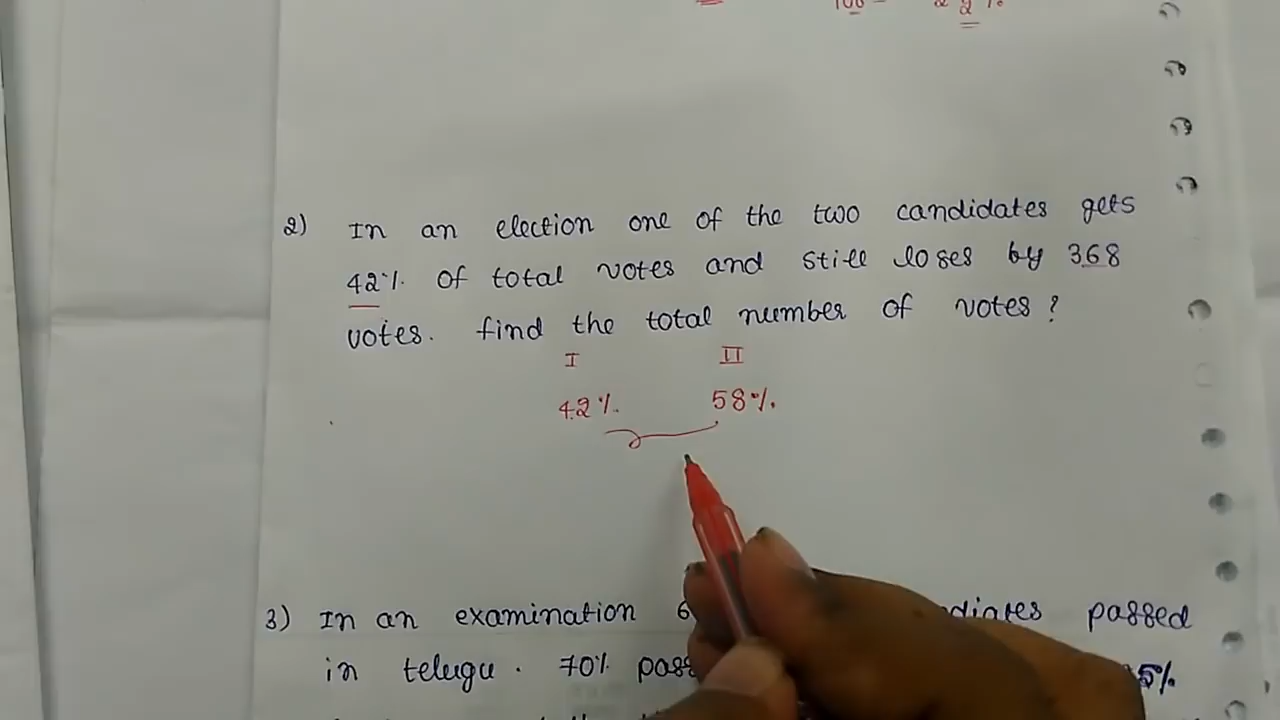 2) In an election one of the two candidates gets
42% of total votes and still loses by 368
votes. find the total number of votes?
I II
42% 58%
3) In an examination passed
in telugu. 70%